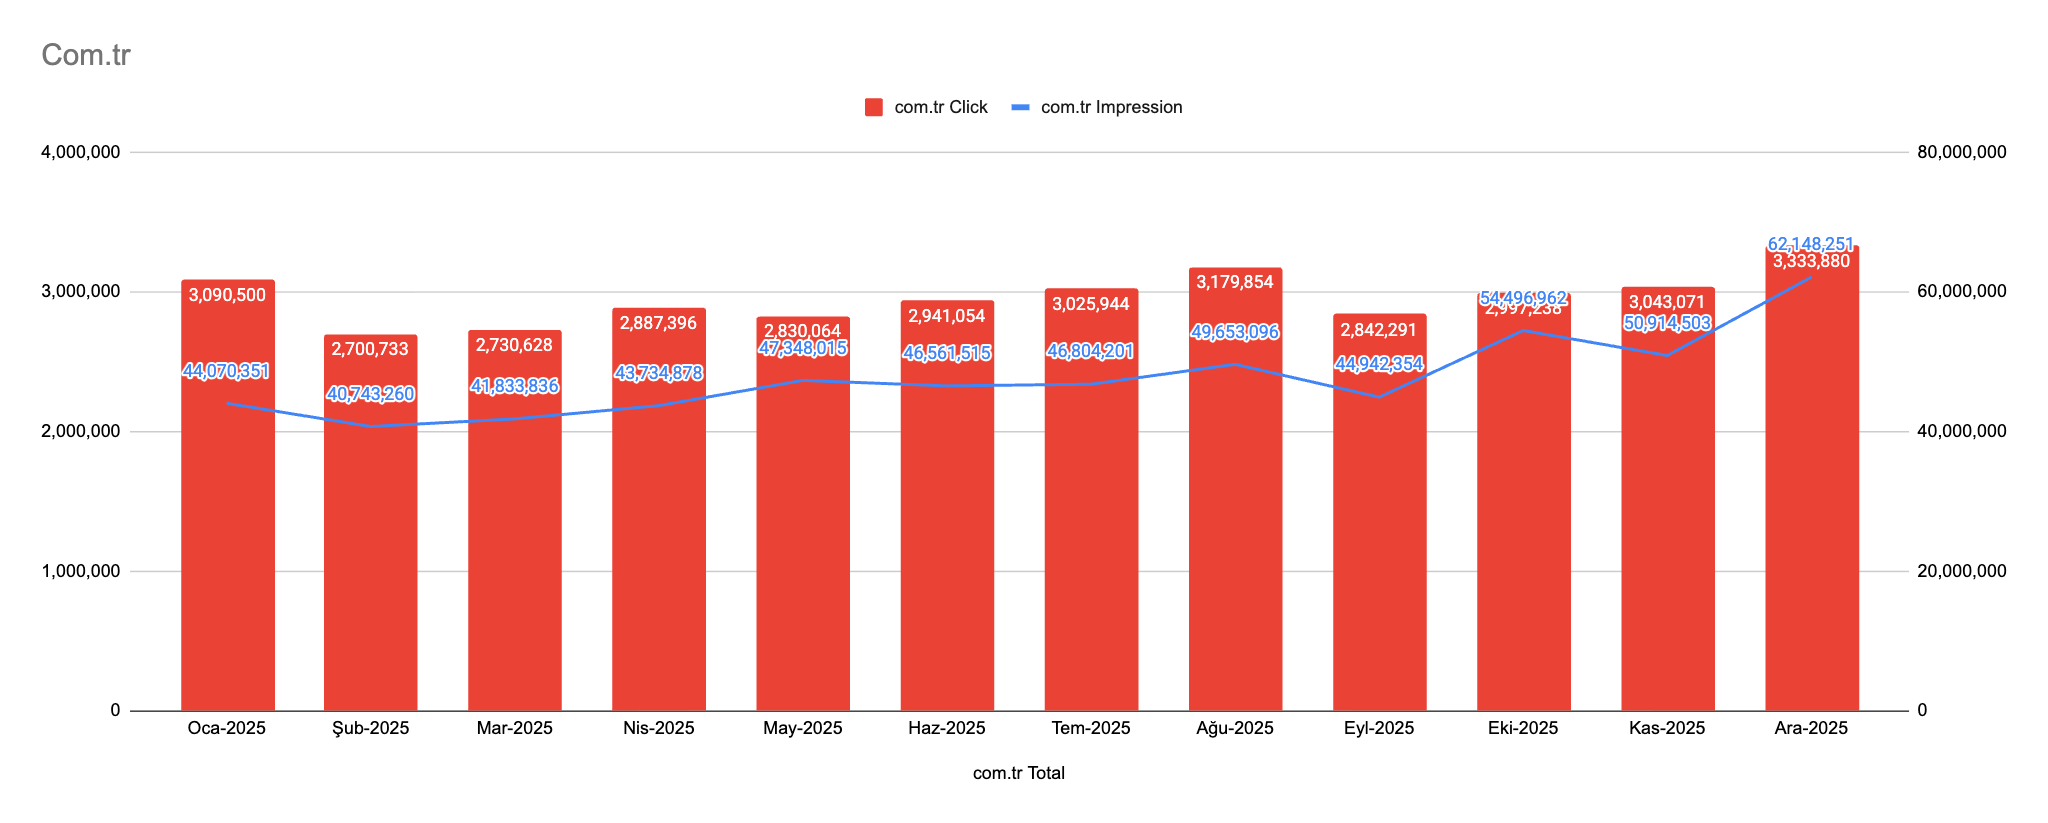 Com.tr
com.tr Click com.tr Impression
4,000,000 80,000,000
3,000,000 60,000,000
2,000,000 40,000,000
1,000,000 20,000,000
0 0
3,090,500 2,700,733 2,730,628 2,887,396 2,830,064 2,941,054 3,025,944 3,179,854 2,842,291 2,997,238 3,043,071 3,333,880
44,070,351 40,743,260 41,833,836 43,734,878 47,348,015 46,561,515 46,804,201 49,653,096 44,942,354 54,496,962 50,914,503 62,148,251
Oca-2025 Şub-2025 Mar-2025 Nis-2025 May-2025 Haz-2025 Tem-2025 Ağu-2025 Eyl-2025 Eki-2025 Kas-2025 Ara-2025
com.tr Total